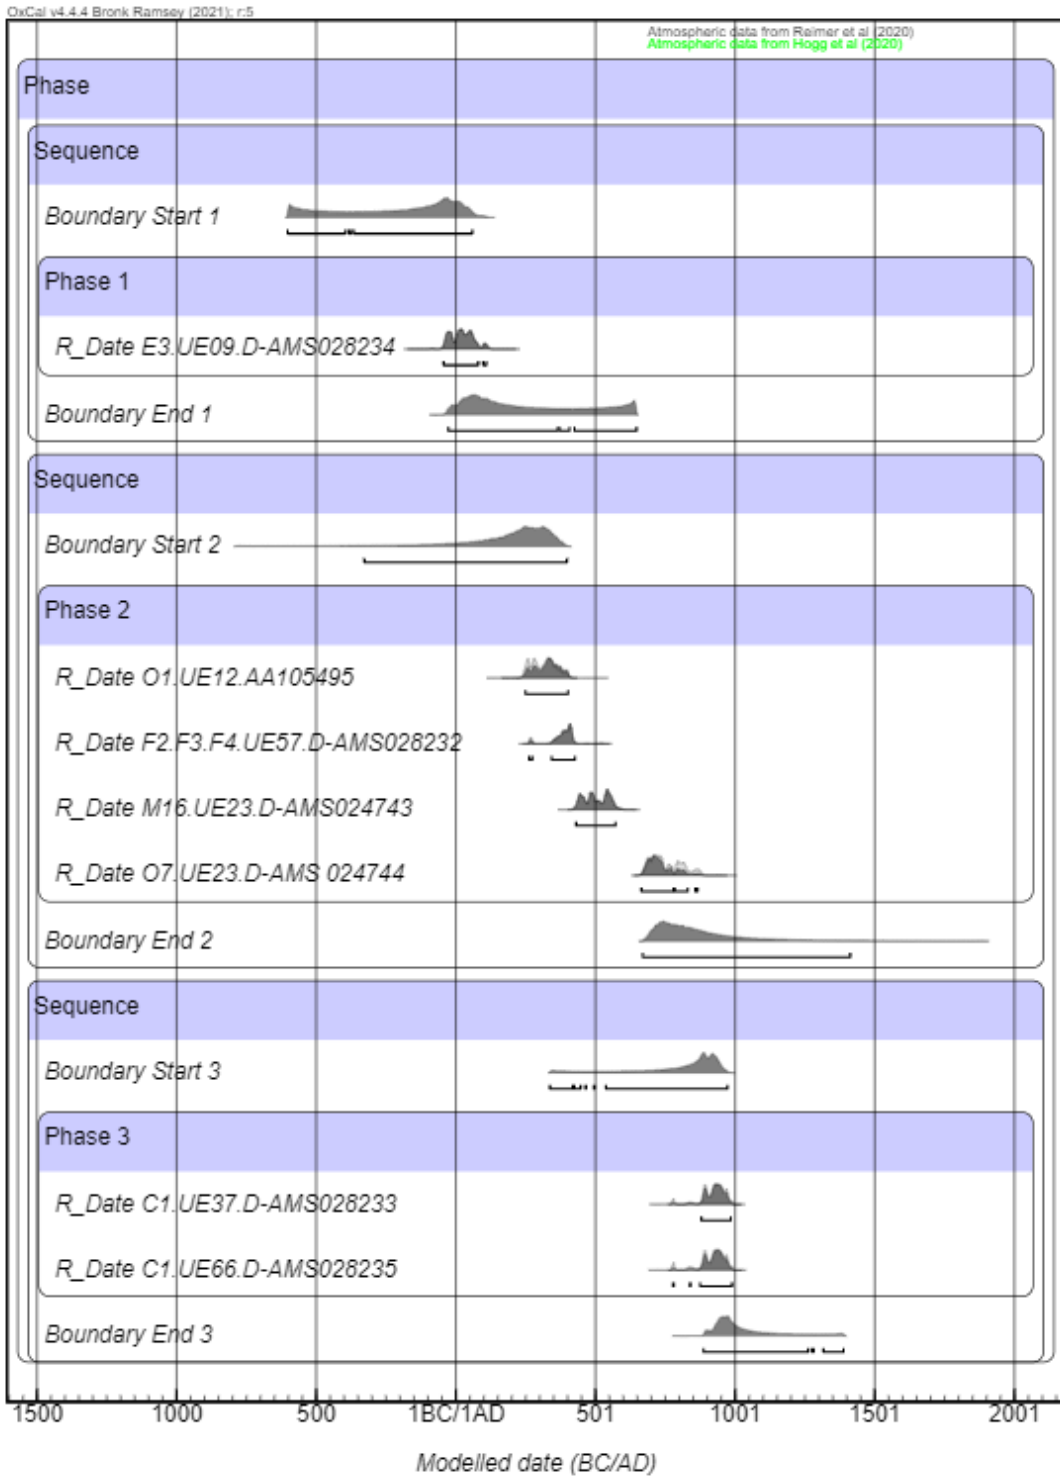 OxCal v4.4.4 Bronk Ramsey (2021); r:5
Atmospheric data from Reimer et al (2020)
Atmospheric data from Hogg et al (2020)
Phase
Sequence
Boundary Start 1
Phase 1
R_Date E3.UE09.D-AMS028234
Boundary End 1
Sequence
Boundary Start 2
Phase 2
R_Date O1.UE12.AA105495
R_Date F2.F3.F4.UE57.D-AMS028232
R_Date M16.UE23.D-AMS024743
R_Date O7.UE23.D-AMS 024744
Boundary End 2
Sequence
Boundary Start 3
Phase 3
R_Date C1.UE37.D-AMS028233
R_Date C1.UE66.D-AMS028235
Boundary End 3
1500 1000 500 1BC/1AD 501 1001 1501 2001
Modelled date (BC/AD)